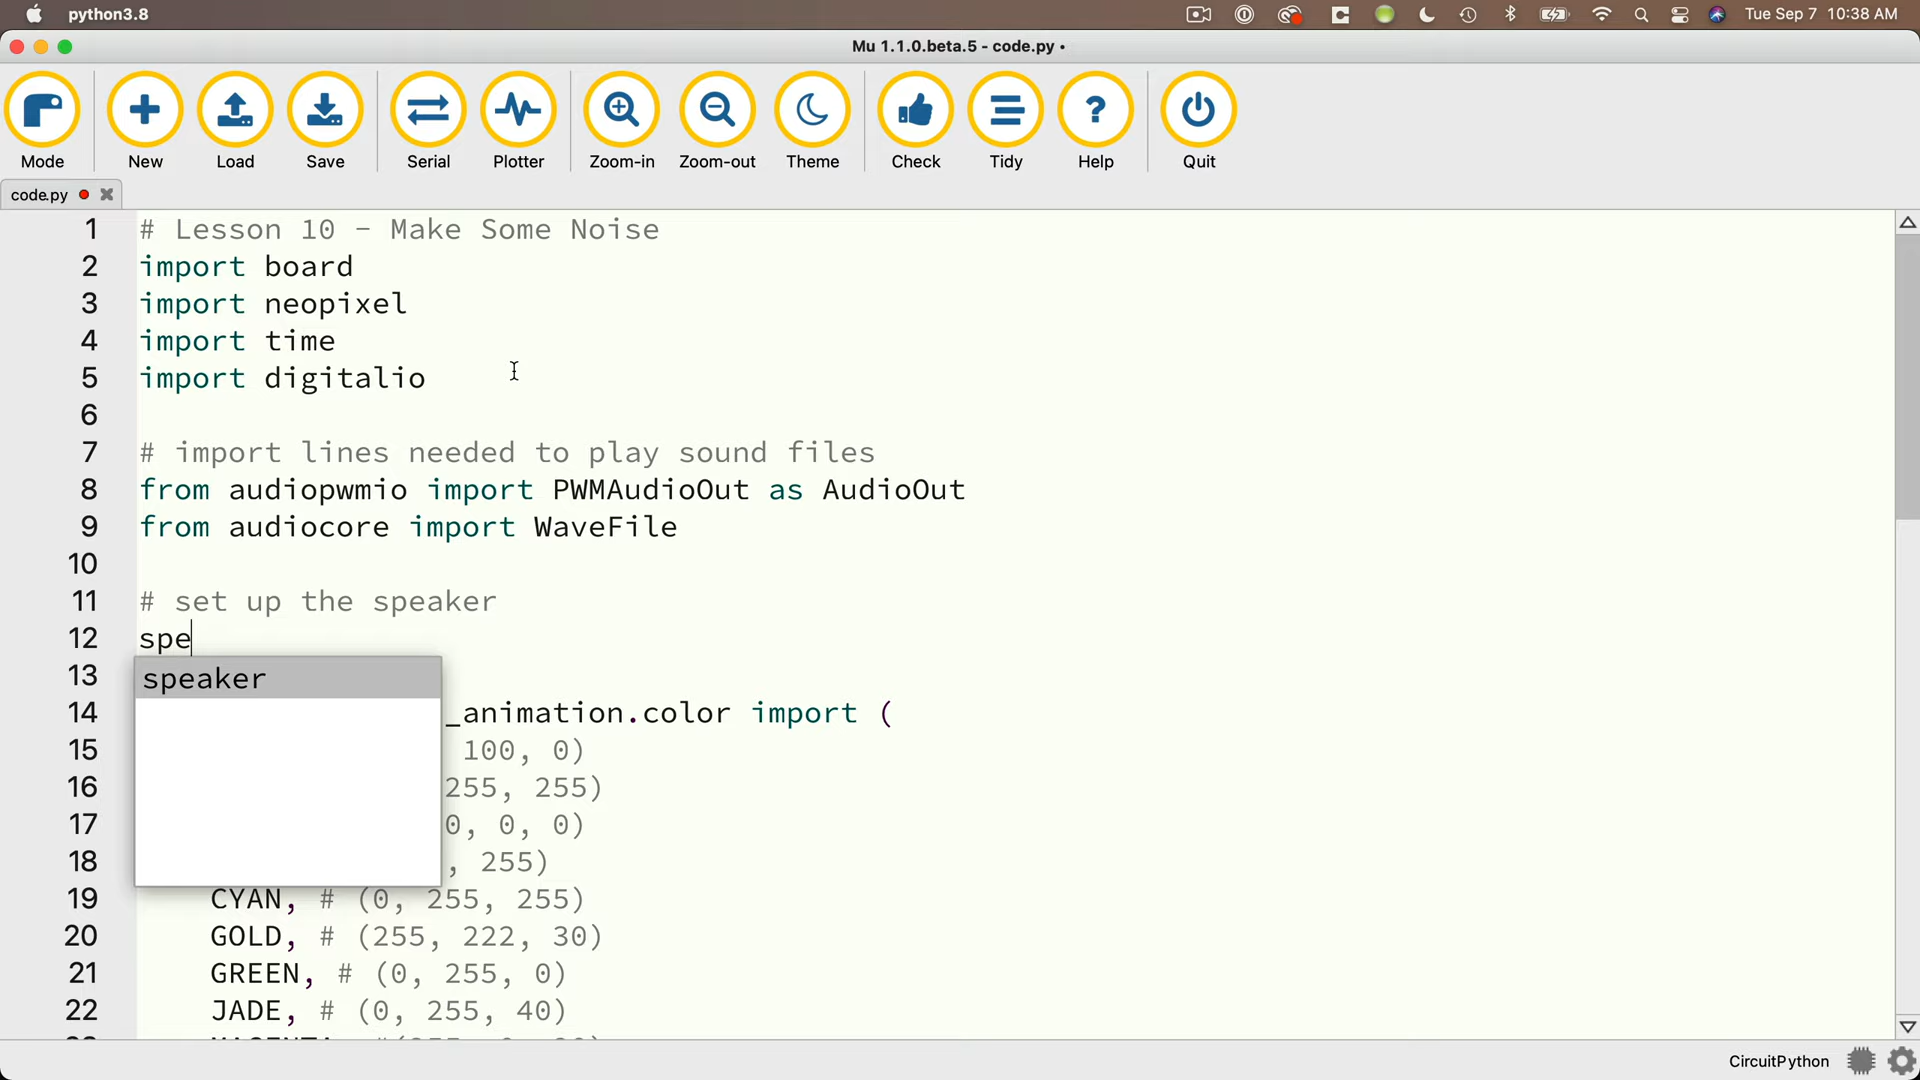 python3.8
Tue Sep 7 10:38 AM
Mu 1.1.0.beta.5 - code.py •
Mode New Load Save Serial Plotter Zoom-in Zoom-out Theme Check Tidy Help Quit
code.py
1 # Lesson 10 - Make Some Noise
2 import board
3 import neopixel
4 import time
5 import digitalio
6
7 # import lines needed to play sound files
8 from audiopwmio import PWMAudioOut as AudioOut
9 from audiocore import WaveFile
10
11 # set up the speaker
12 spe
13 speaker
14 _animation.color import (
15 100, 0)
16 255, 255)
17 0, 0, 0)
18 , 255)
19 CYAN, # (0, 255, 255)
20 GOLD, # (255, 222, 30)
21 GREEN, # (0, 255, 0)
22 JADE, # (0, 255, 40)
CircuitPython